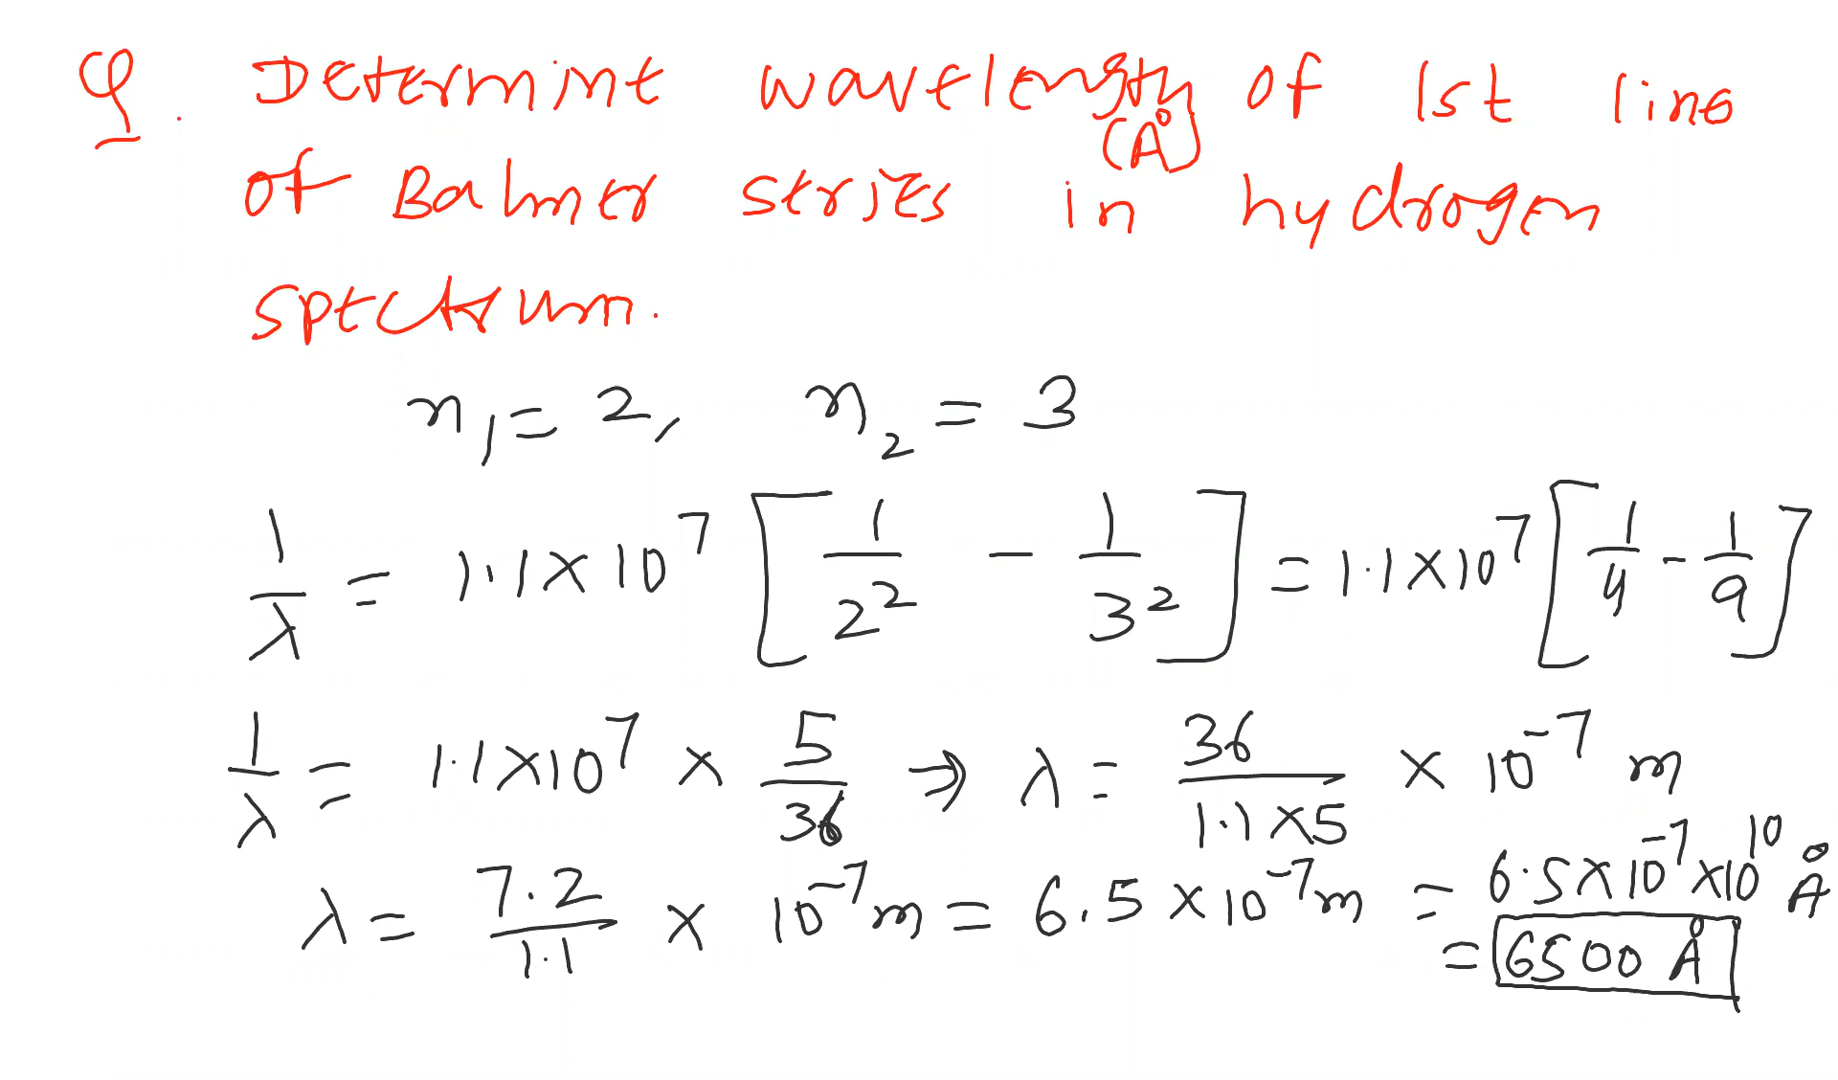 Q. Determine wavelength of 1st line
(A°)
of Balmer series in hydrogen
spectrum.
n₁ = 2, n₂ = 3
1/λ = 1.1×10⁷ [1/2² - 1/3²] = 1.1×10⁷ [1/4 - 1/9]
1/λ = 1.1×10⁷ × 5/36 ⇒ λ = 36/(1.1×5) × 10⁻⁷ m
λ = 7.2/1.1 × 10⁻⁷ m = 6.5 × 10⁻⁷ m = 6.5×10⁻⁷×10¹⁰ Å
= 6500 Å